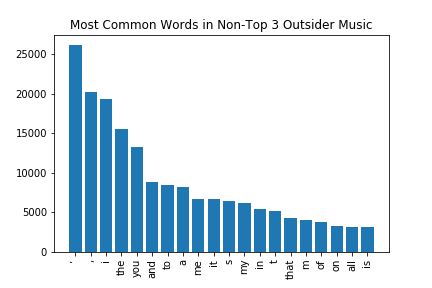 Most Common Words in Non-Top 3 Outsider Music
25000
20000
15000
10000
5000
0
'
,
i
the
you
and
to
a
me
it
s
my
in
t
that
m
of
on
all
is